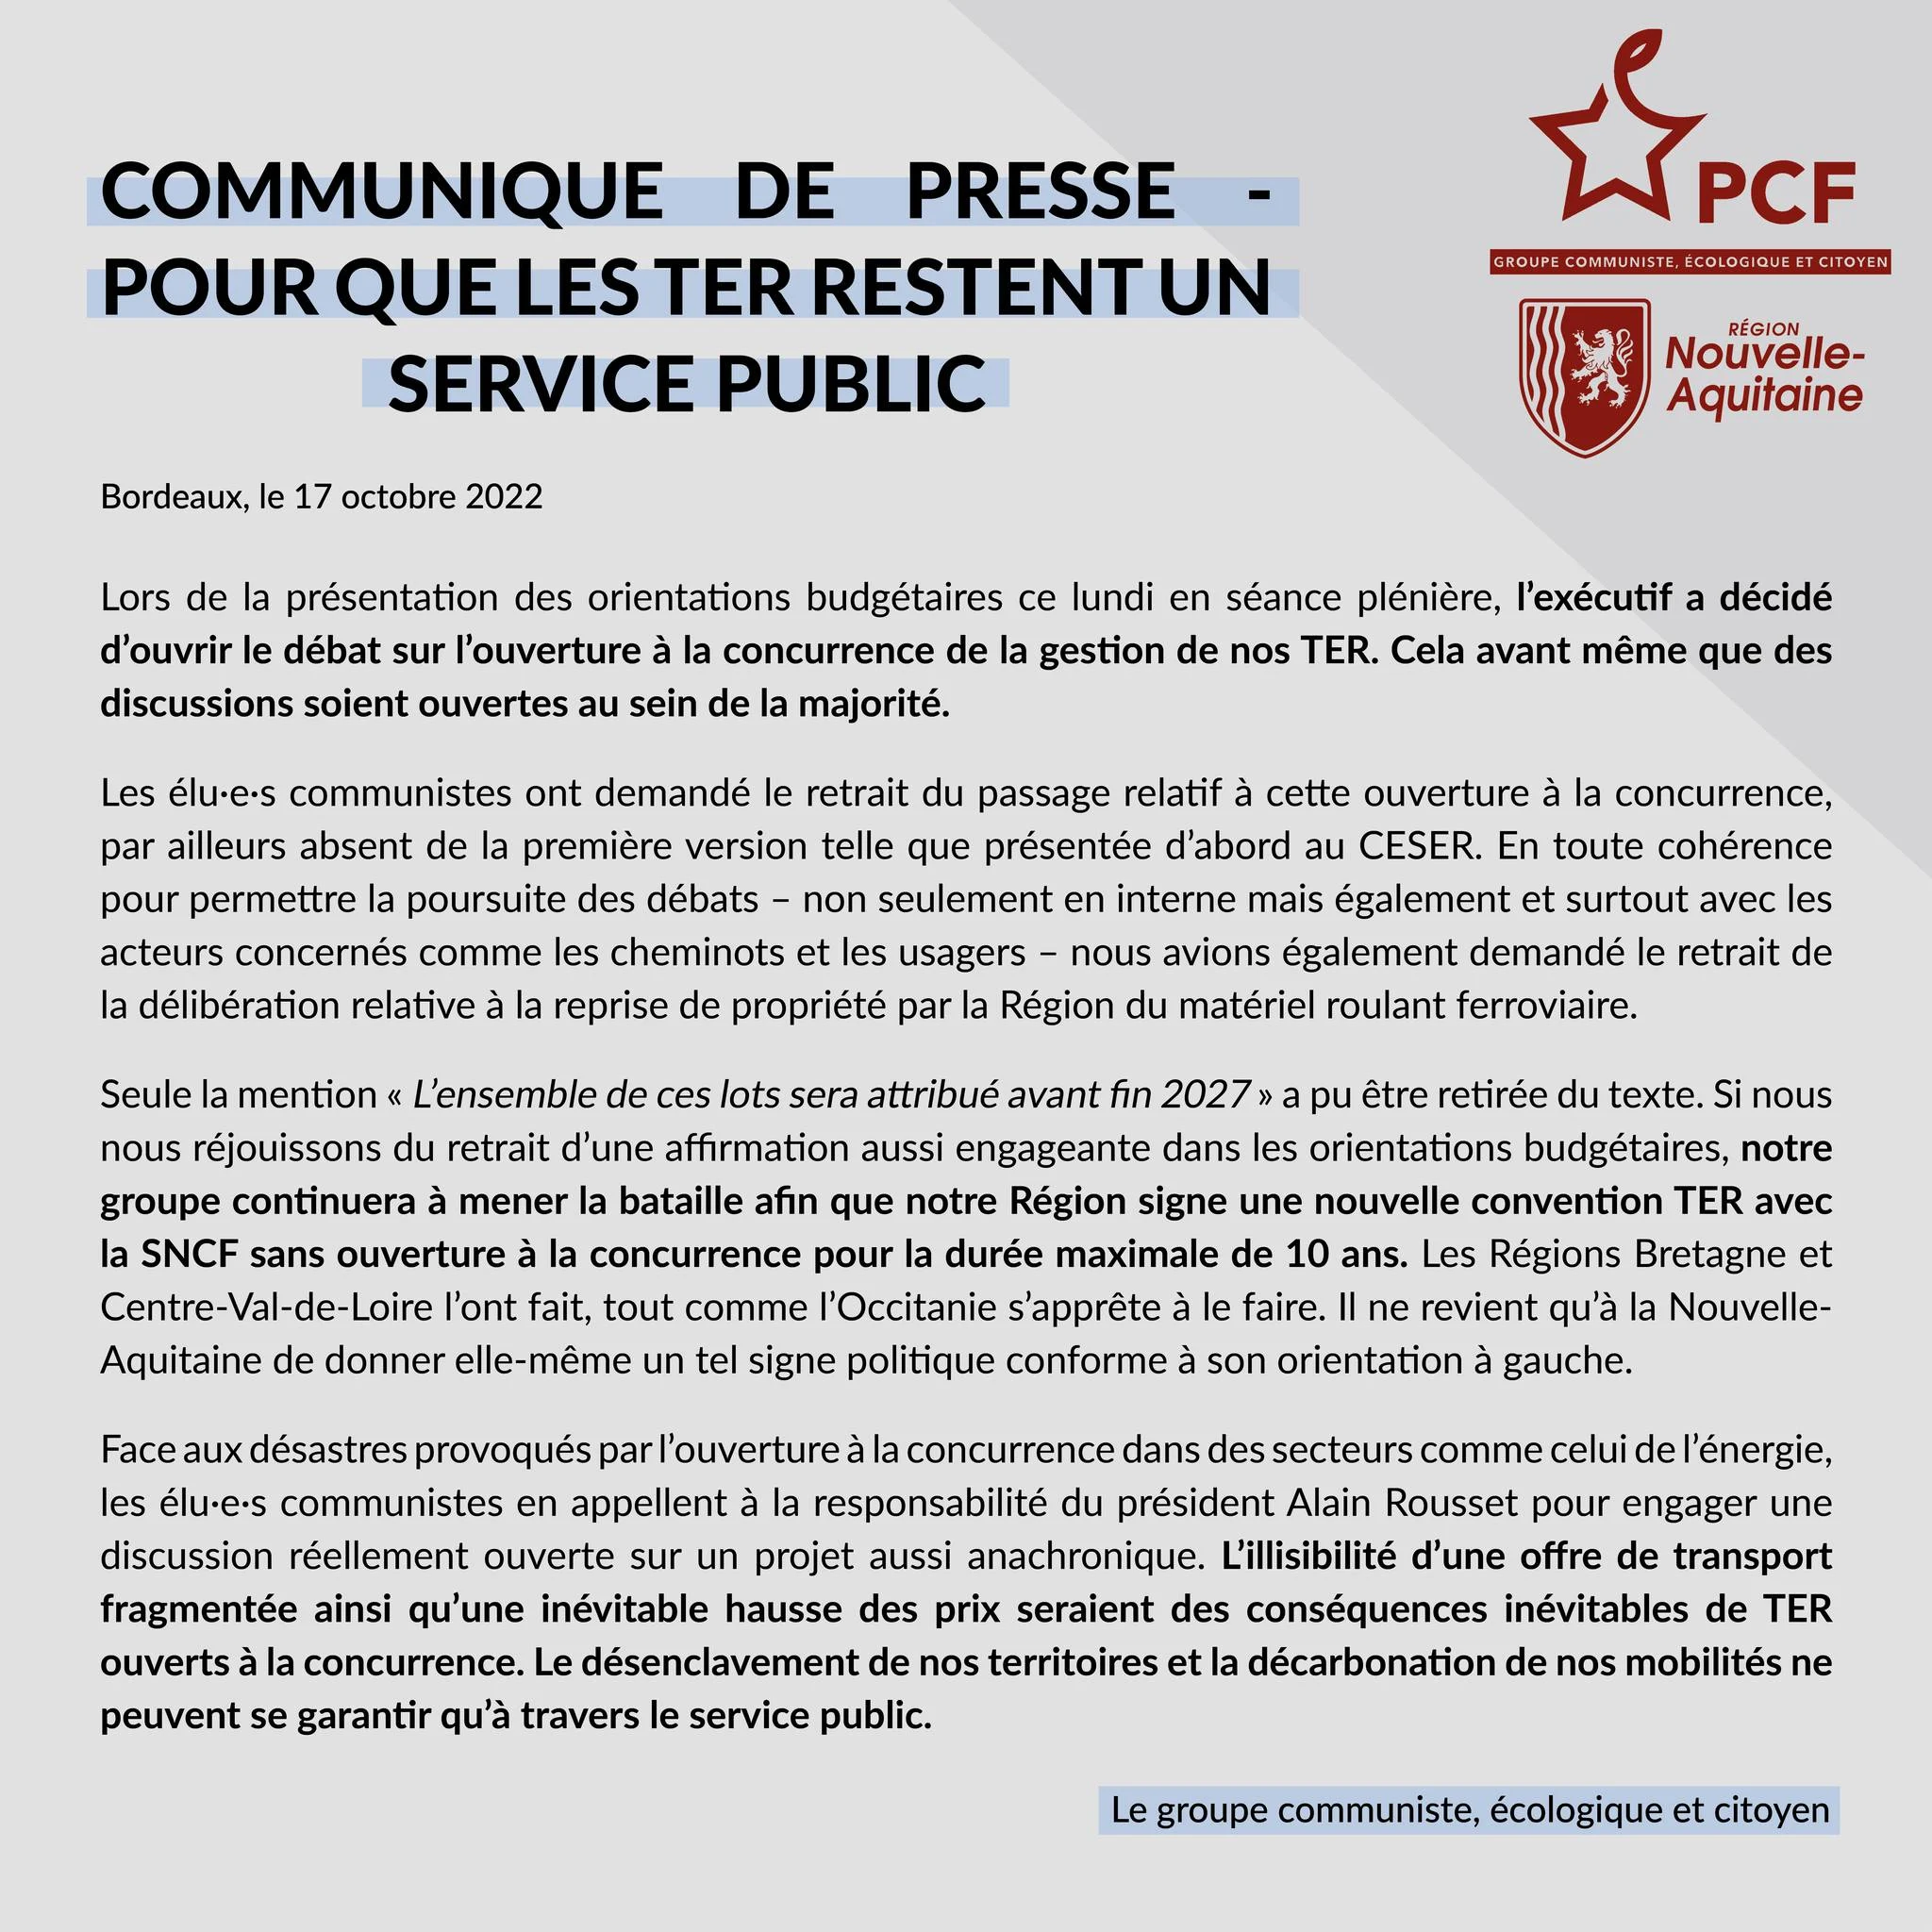 COMMUNIQUE DE PRESSE -
POUR QUE LES TER RESTENT UN
SERVICE PUBLIC
PCF
GROUPE COMMUNISTE, ÉCOLOGIQUE ET CITOYEN
RÉGION
Nouvelle-
Aquitaine
Bordeaux, le 17 octobre 2022
Lors de la présentation des orientations budgétaires ce lundi en séance plénière, l’exécutif a décidé
d’ouvrir le débat sur l’ouverture à la concurrence de la gestion de nos TER. Cela avant même que des
discussions soient ouvertes au sein de la majorité.
Les élu·e·s communistes ont demandé le retrait du passage relatif à cette ouverture à la concurrence,
par ailleurs absent de la première version telle que présentée d’abord au CESER. En toute cohérence
pour permettre la poursuite des débats – non seulement en interne mais également et surtout avec les
acteurs concernés comme les cheminots et les usagers – nous avions également demandé le retrait de
la délibération relative à la reprise de propriété par la Région du matériel roulant ferroviaire.
Seule la mention « L’ensemble de ces lots sera attribué avant fin 2027 » a pu être retirée du texte. Si nous
nous réjouissons du retrait d’une affirmation aussi engageante dans les orientations budgétaires, notre
groupe continuera à mener la bataille afin que notre Région signe une nouvelle convention TER avec
la SNCF sans ouverture à la concurrence pour la durée maximale de 10 ans. Les Régions Bretagne et
Centre-Val-de-Loire l’ont fait, tout comme l’Occitanie s’apprête à le faire. Il ne revient qu’à la Nouvelle-
Aquitaine de donner elle-même un tel signe politique conforme à son orientation à gauche.
Face aux désastres provoqués par l’ouverture à la concurrence dans des secteurs comme celui de l’énergie,
les élu·e·s communistes en appellent à la responsabilité du président Alain Rousset pour engager une
discussion réellement ouverte sur un projet aussi anachronique. L’illisibilité d’une offre de transport
fragmentée ainsi qu’une inévitable hausse des prix seraient des conséquences inévitables de TER
ouverts à la concurrence. Le désenclavement de nos territoires et la décarbonation de nos mobilités ne
peuvent se garantir qu’à travers le service public.
Le groupe communiste, écologique et citoyen